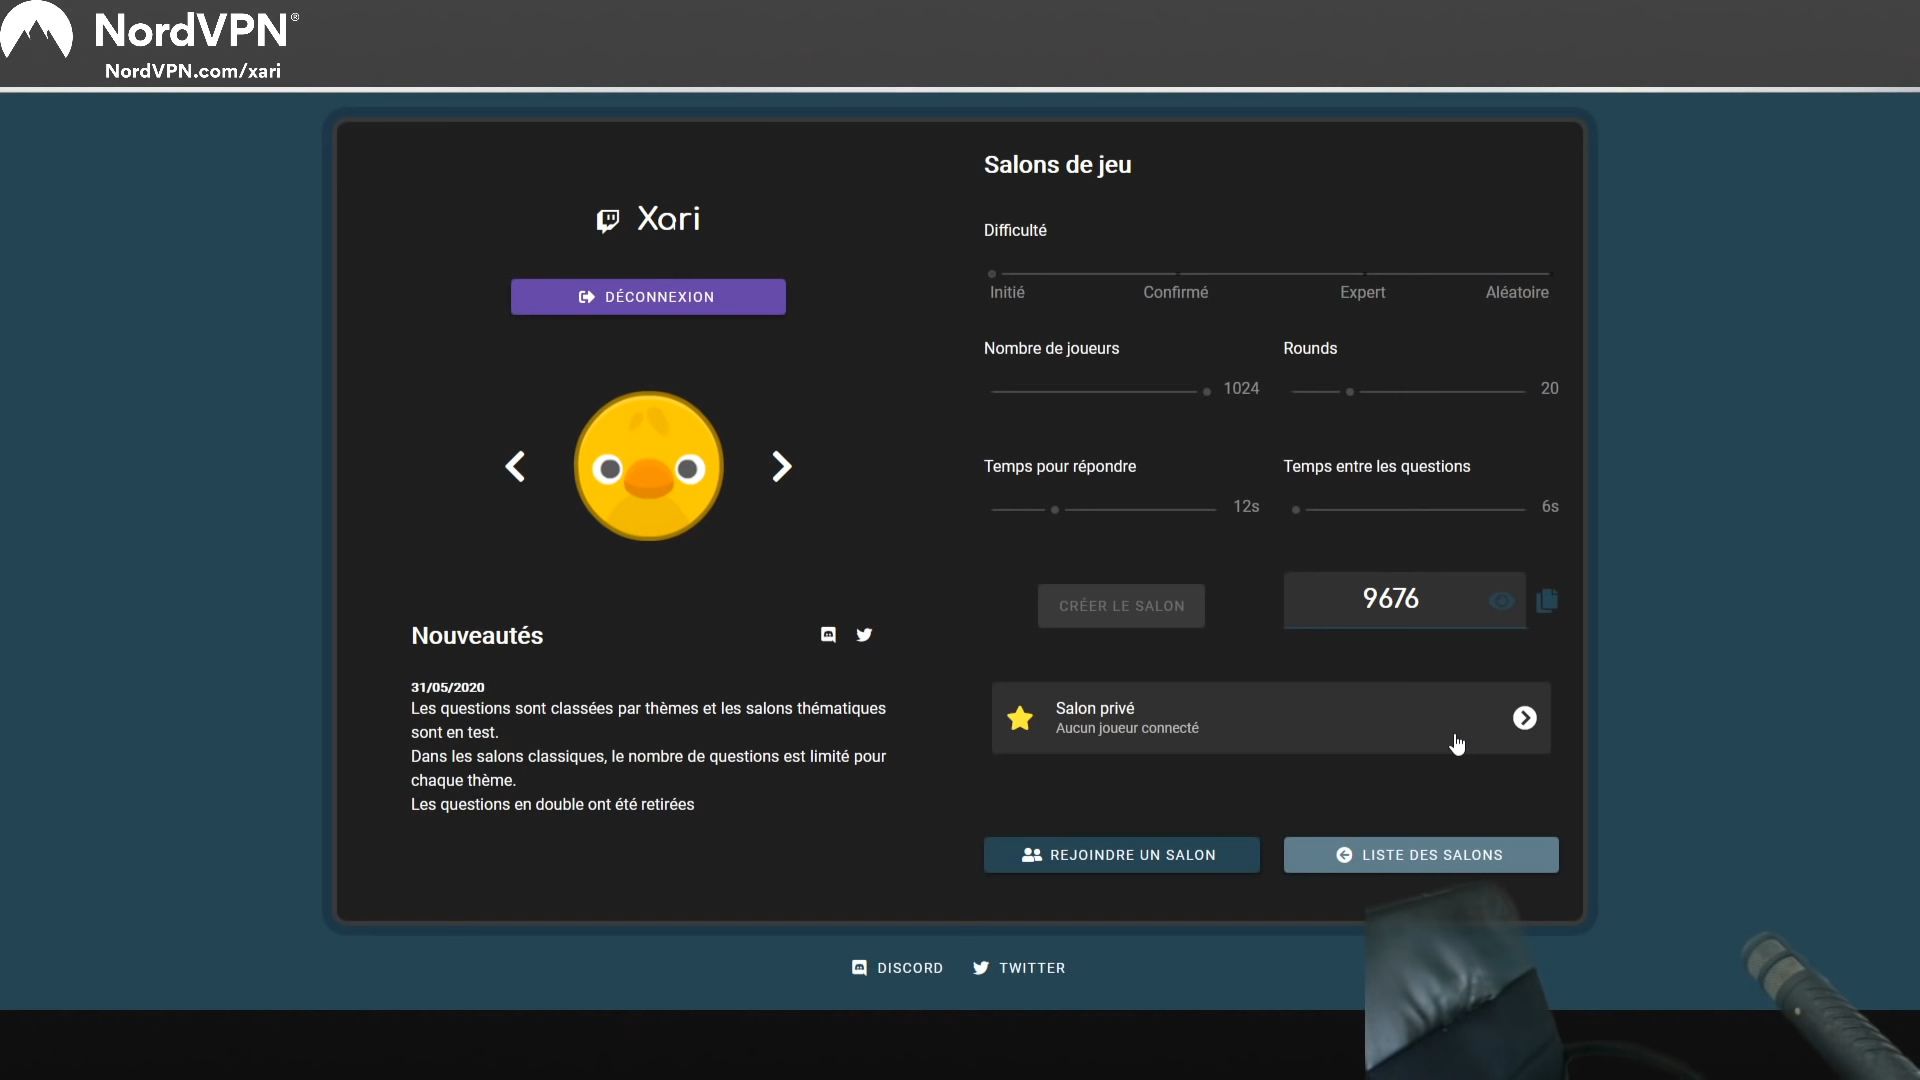 NordVPN®
NordVPN.com/xari
Xari
DÉCONNEXION
Nouveautés
31/05/2020
Les questions sont classées par thèmes et les salons thématiques
sont en test.
Dans les salons classiques, le nombre de questions est limité pour
chaque thème.
Les questions en double ont été retirées
Salons de jeu
Difficulté
Initié Confirmé Expert Aléatoire
Nombre de joueurs Rounds
1024 20
Temps pour répondre Temps entre les questions
12s 6s
CRÉER LE SALON 9676
Salon privé
Aucun joueur connecté
REJOINDRE UN SALON LISTE DES SALONS
DISCORD TWITTER